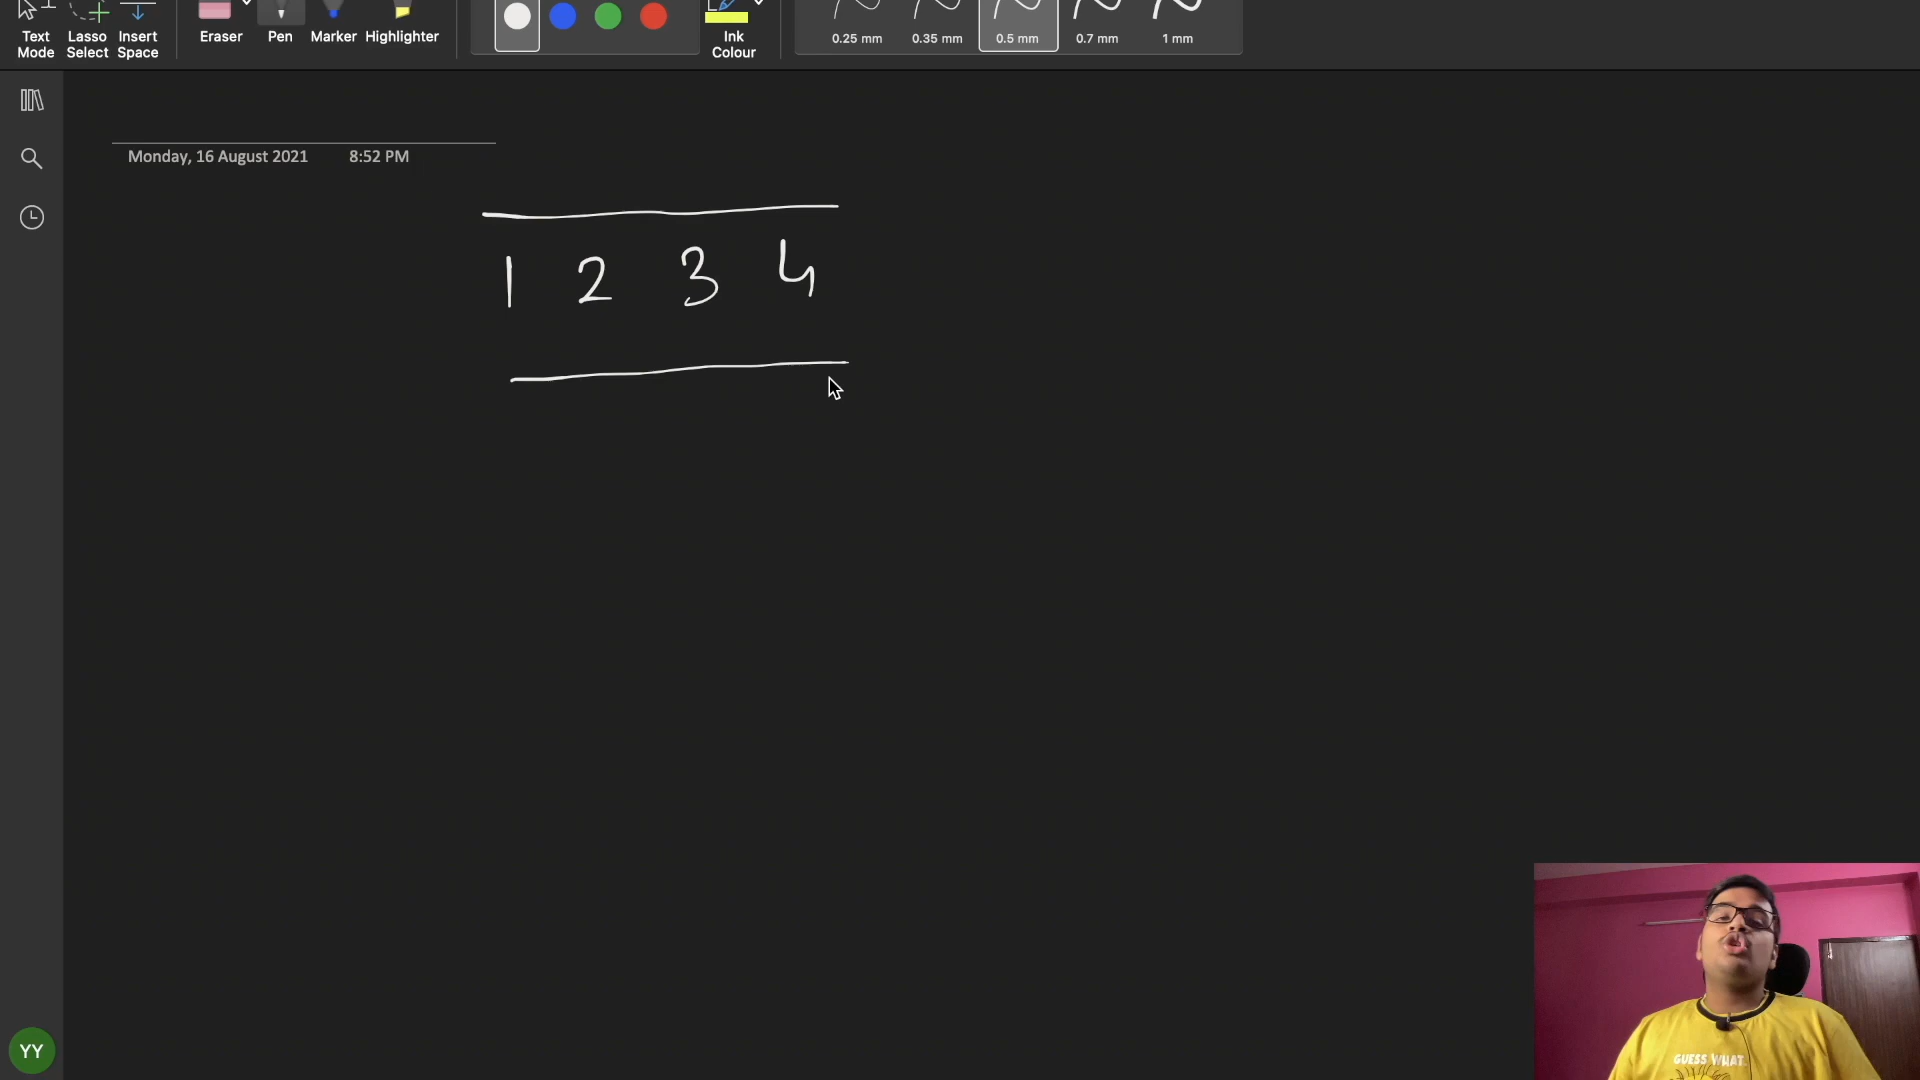 Text Mode
Lasso Select
Insert Space
Eraser
Pen
Marker
Highlighter
Ink Colour
0.25 mm
0.35 mm
0.5 mm
0.7 mm
1 mm
Monday, 16 August 2021 8:52 PM
1 2 3 4
YY
GUESS WHAT